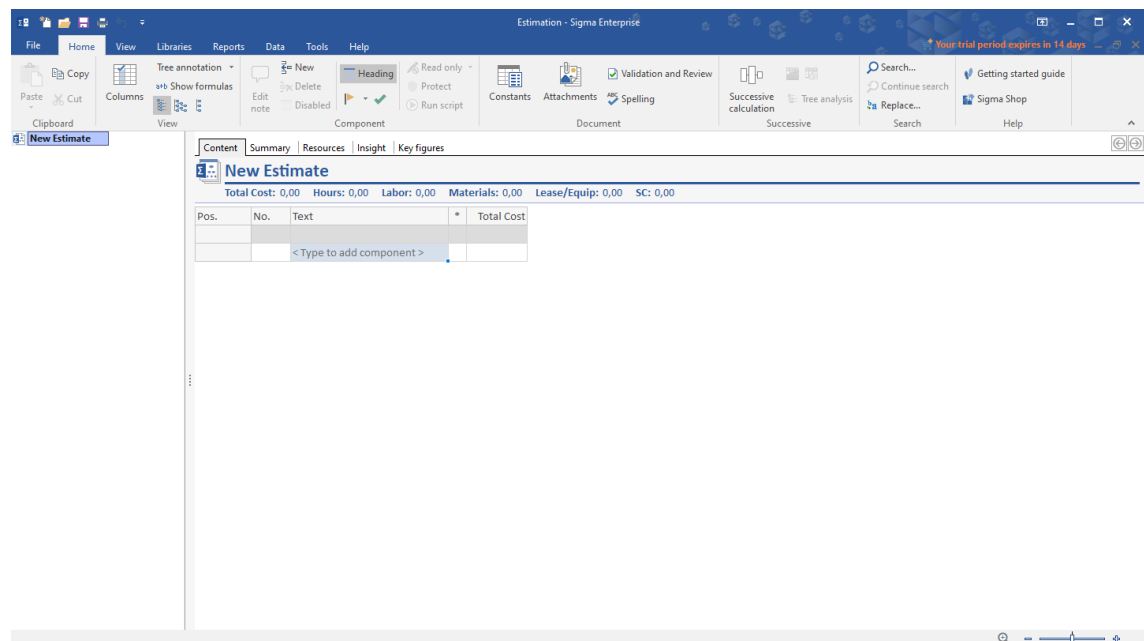 Estimation - Sigma Enterprise
File Home View Libraries Reports Data Tools Help
Your trial period expires in 14 days
Paste
Copy
Cut
Clipboard
Columns
Tree annotation
a+b Show formulas
View
Edit note
New
Delete
Disabled
Heading
Read only
Protect
Run script
Component
Constants
Attachments
Validation and Review
ABC Spelling
Document
Successive calculation
Tree analysis
Successive
Search...
Continue search
Replace...
Search
Getting started guide
Sigma Shop
Help
New Estimate
Content Summary Resources Insight Key figures
New Estimate
Total Cost: 0,00 Hours: 0,00 Labor: 0,00 Materials: 0,00 Lease/Equip: 0,00 SC: 0,00
Pos. No. Text * Total Cost
< Type to add component >